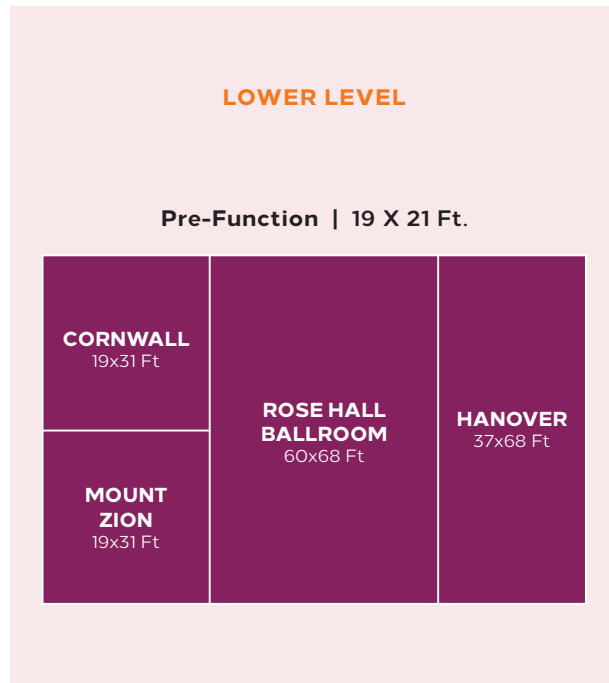 LOWER LEVEL
Pre-Function | 19 X 21 Ft.
CORNWALL
19x31 Ft
MOUNT
ZION
19x31 Ft
ROSE HALL
BALLROOM
60x68 Ft
HANOVER
37x68 Ft